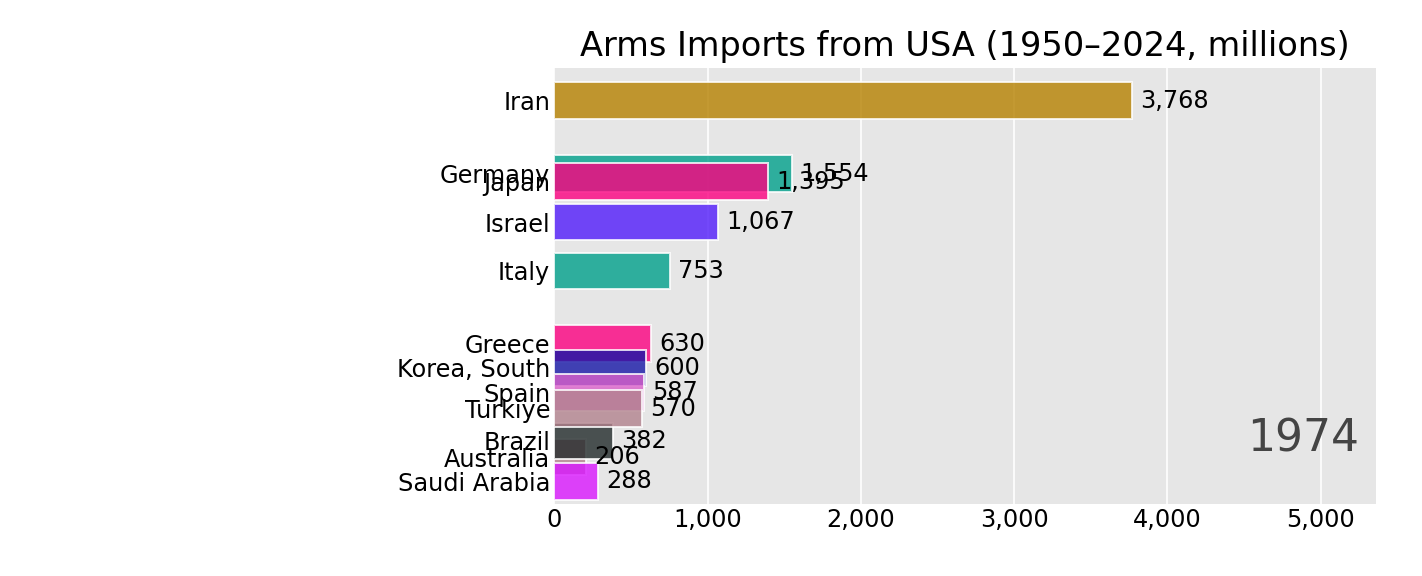 Arms Imports from USA (1950–2024, millions)
Iran 3,768
Germany 1,554
Japan 1,395
Israel 1,067
Italy 753
Greece 630
Korea, South 600
Spain 587
Türkiye 570
Brazil 382
Australia 206
Saudi Arabia 288
1974
0 1,000 2,000 3,000 4,000 5,000